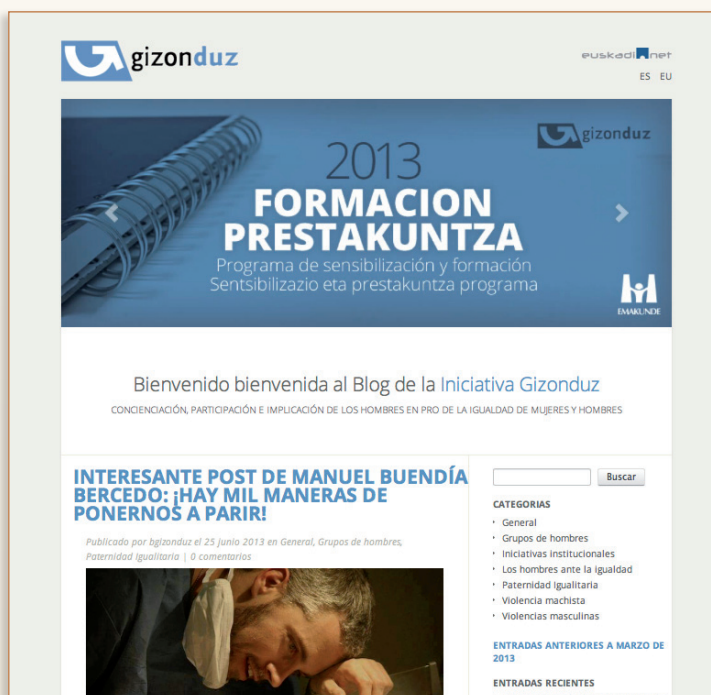 gizonduz
euskadi.net
ES EU
gizonduz
2013
FORMACION
PRESTAKUNTZA
Programa de sensibilización y formación
Sentsibilizazio eta prestakuntza programa
EMAKUNDE
Bienvenido bienvenida al Blog de la Iniciativa Gizonduz
CONCIENCIACIÓN, PARTICIPACIÓN E IMPLICACIÓN DE LOS HOMBRES EN PRO DE LA IGUALDAD DE MUJERES Y HOMBRES
INTERESANTE POST DE MANUEL BUENDÍA
BERCEDO: ¡HAY MIL MANERAS DE
PONERNOS A PARIR!
Publicado por bgizonduz el 25 junio 2013 en General, Grupos de hombres,
Paternidad Igualitaria | 0 comentarios
Buscar
CATEGORIAS
· General
· Grupos de hombres
· Iniciativas institucionales
· Los hombres ante la igualdad
· Paternidad Igualitaria
· Violencia machista
· Violencias masculinas
ENTRADAS ANTERIORES A MARZO DE
2013
ENTRADAS RECIENTES